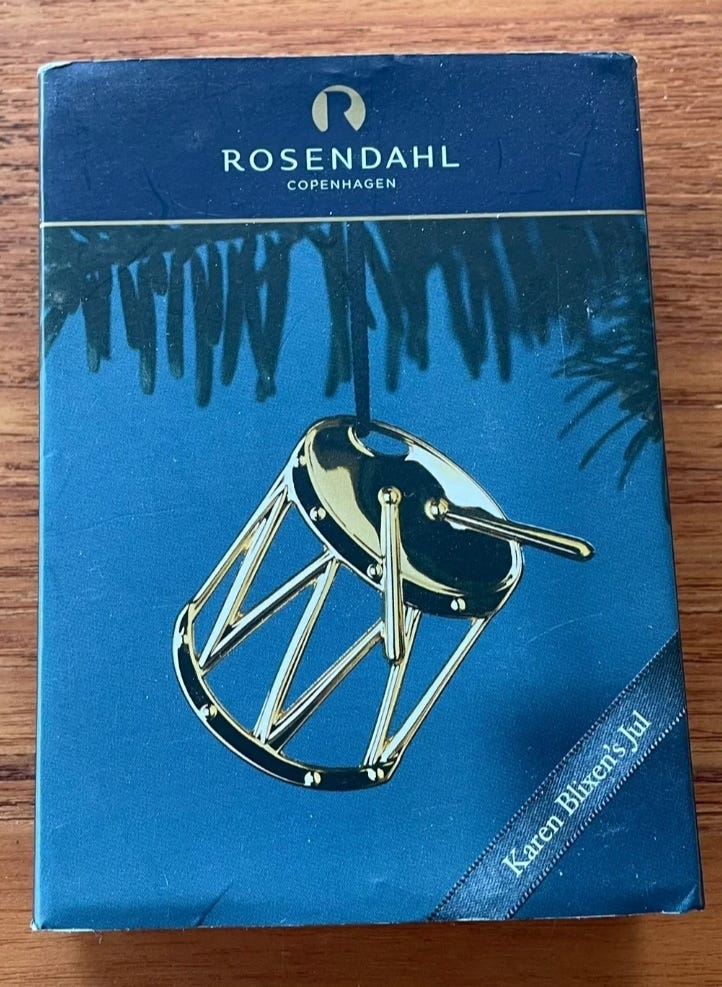 R
ROSENDAHL
COPENHAGEN
Karen Blixen's Jul